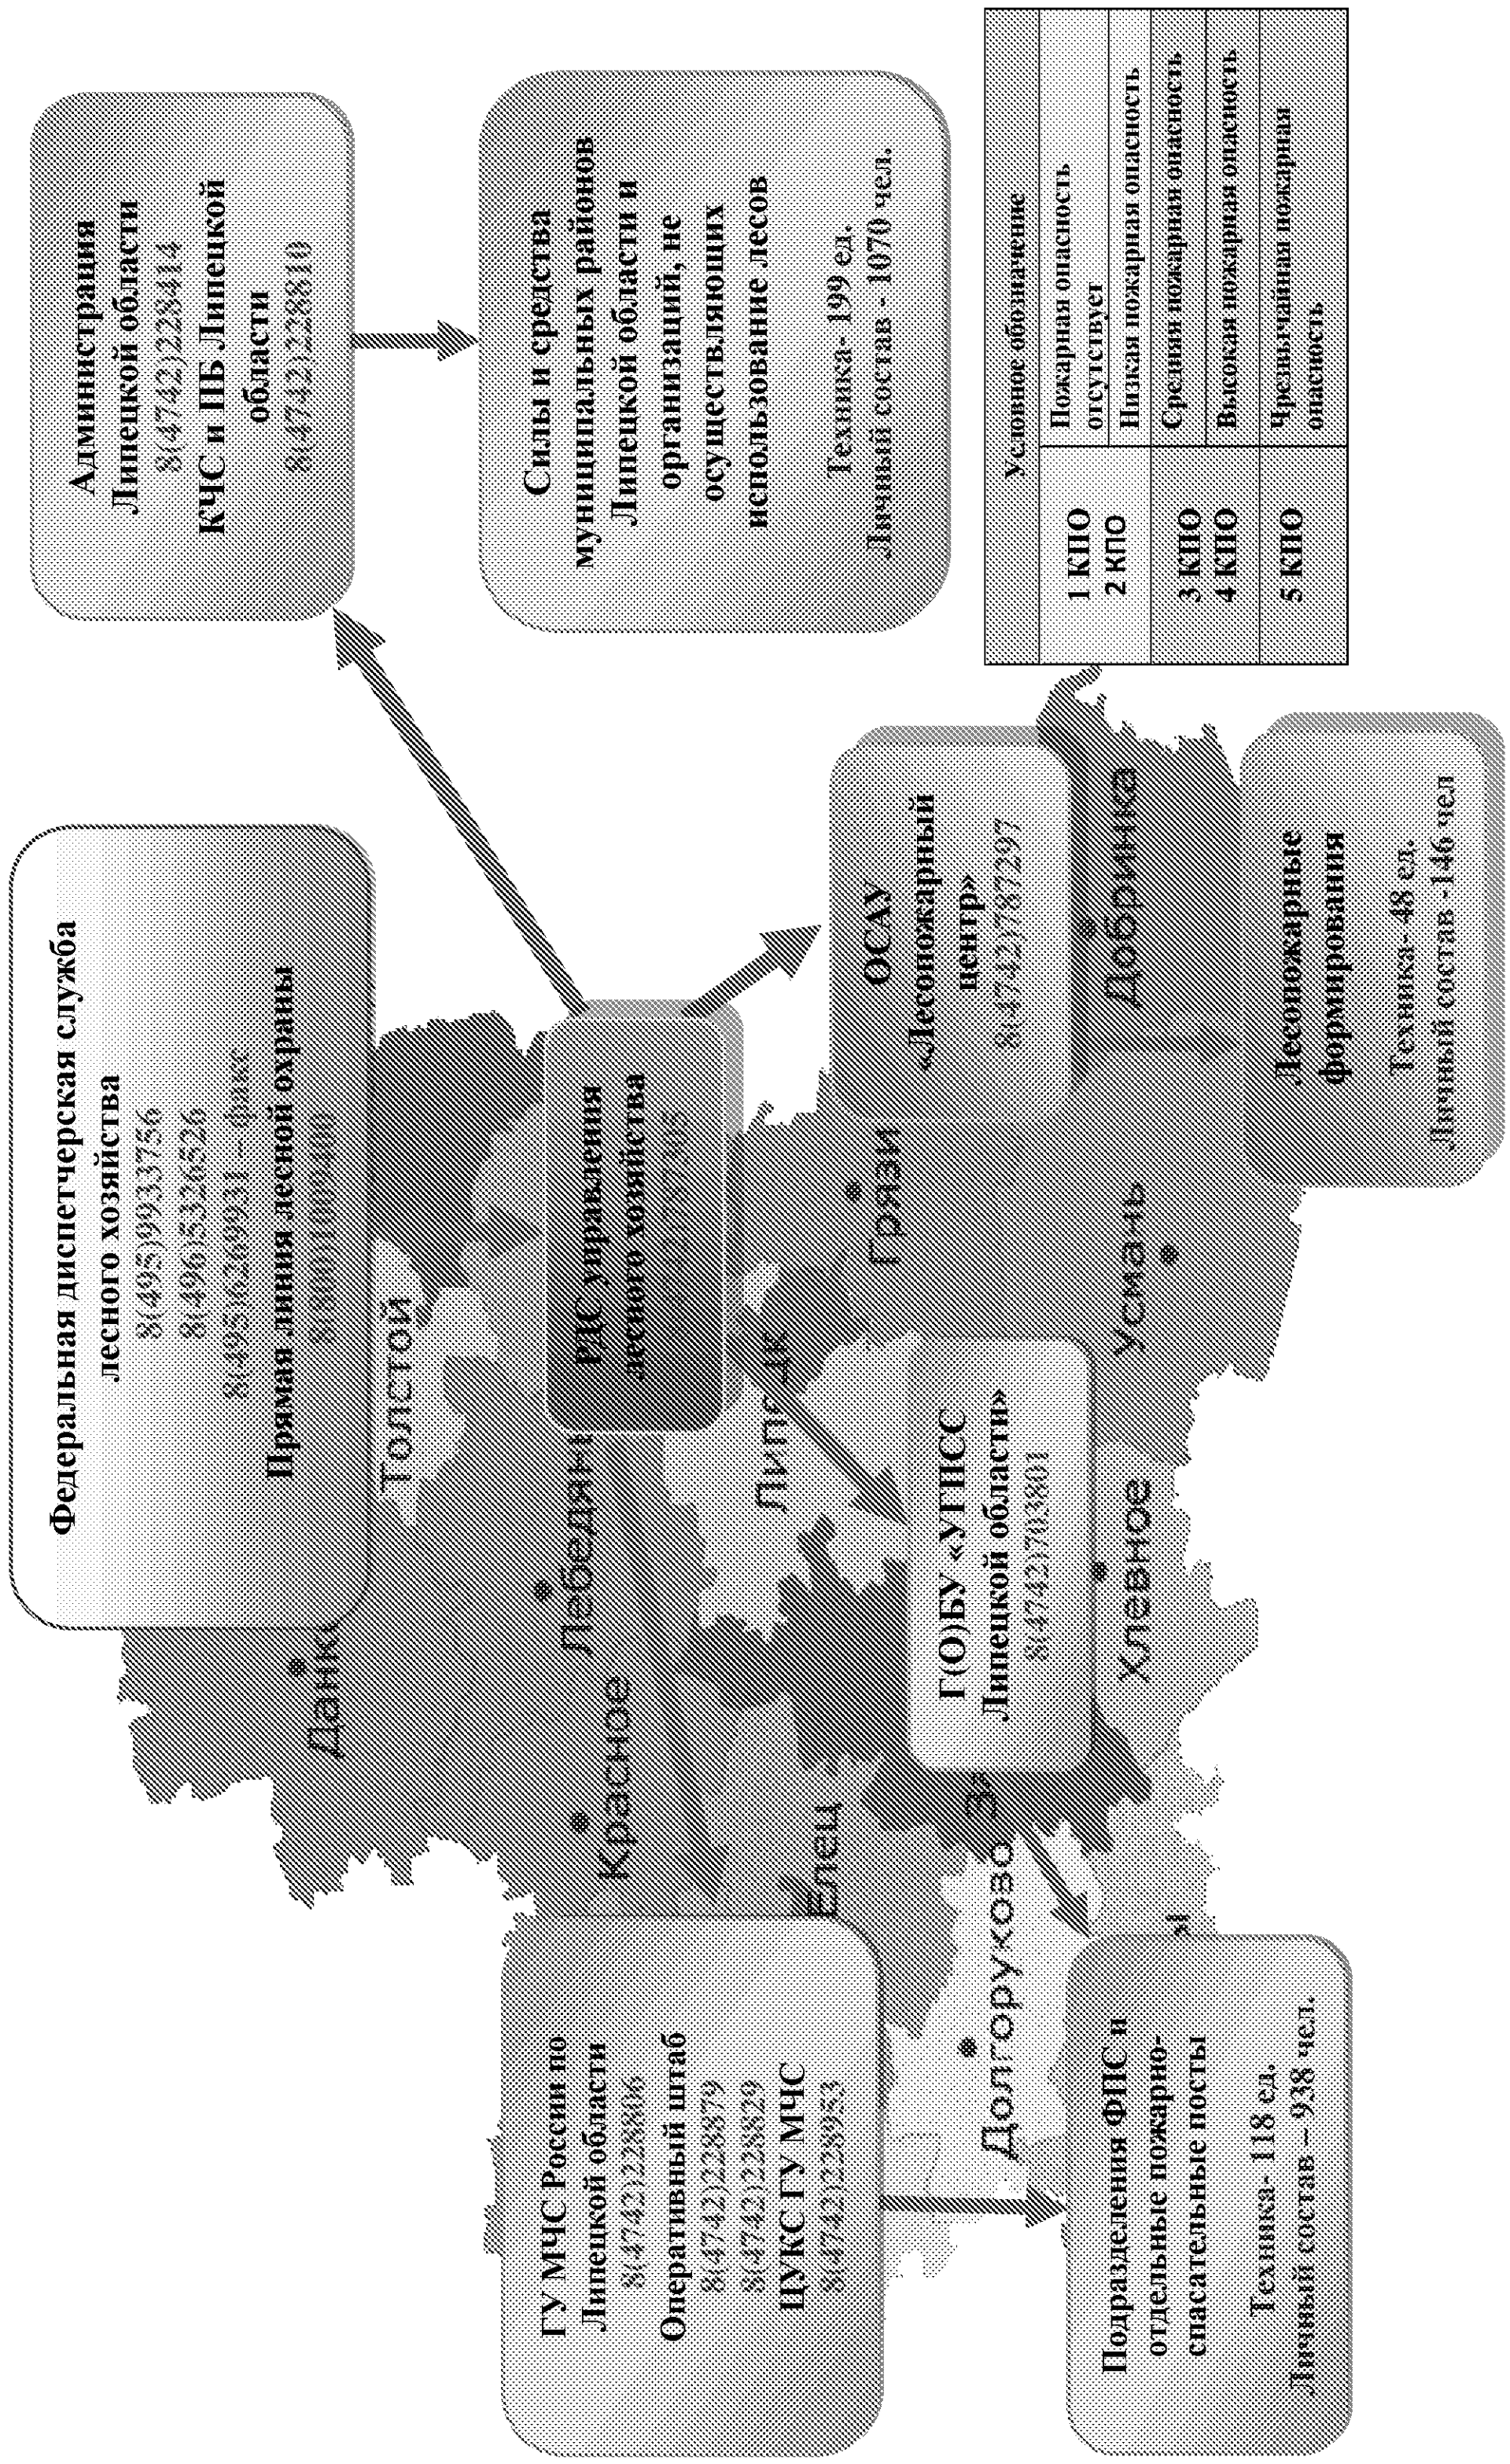 Федеральная диспетчерская служба
лесного хозяйства
8(495)9933756
8(496)5326526
8(495)6269931 – факс
Прямая линия лесной охраны
8(800)1009400
Администрация
Липецкой области
8(4742)228414
КЧС и ПБ Липецкой
области
8(4742)228810
ГУ МЧС России по
Липецкой области
8(4742)228806
Оперативный штаб
8(4742)228879
8(4742)228829
ЦУКС ГУ МЧС
8(4742)228953
РДС управления
лесного хозяйства
Силы и средства
муниципальных районов
Липецкой области и
организаций, не
осуществляющих
использование лесов
Техника- 199 ед.
Личный состав - 1070 чел.
Данко
Толстой
Лебедян
Красное
Липецк
Елец
Грязи
Долгоруково
Хлевное
Усмань
Добринка
Г(О)БУ «УГПСС
Липецкой области»
8(4742)703801
ОСАУ
«Лесопожарный
центр»
8(4742)787297
Подразделения ФПС и
отдельные пожарно-
спасательные посты
Техника- 118 ед.
Личный состав – 938 чел.
Лесопожарные
формирования
Техника- 48 ед.
Личный состав -146 чел
Условное обозначение
1 КПО Пожарная опасность
отсутствует
2 КПО Низкая пожарная опасность
3 КПО Средняя пожарная опасность
4 КПО Высокая пожарная опасность
5 КПО Чрезвычайная пожарная
опасность